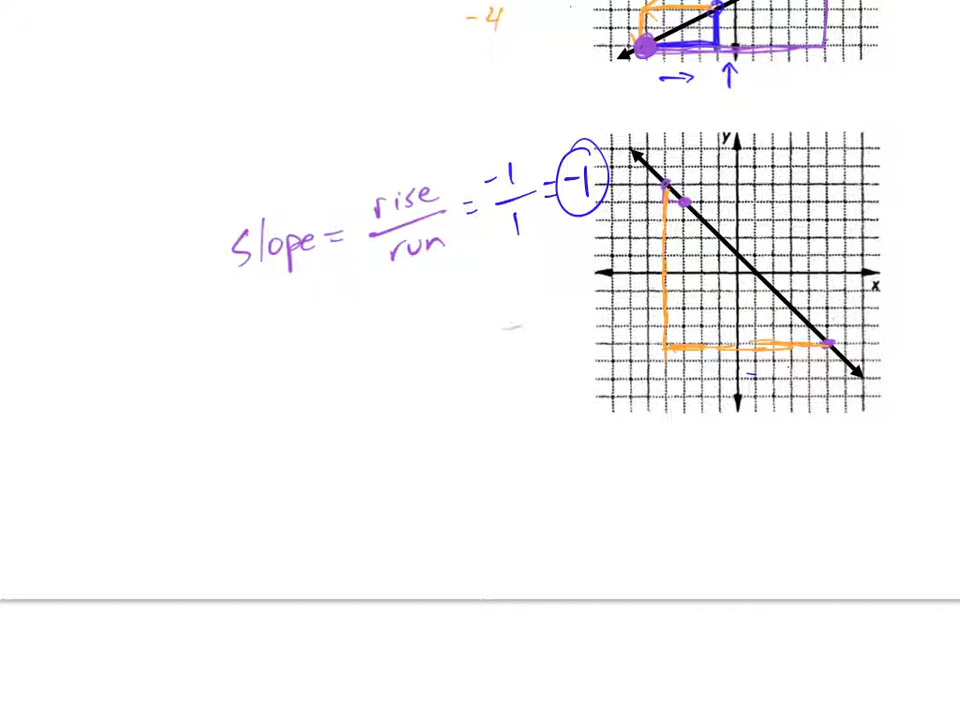 -4
y
slope = rise/run = -1/1 = -1
x